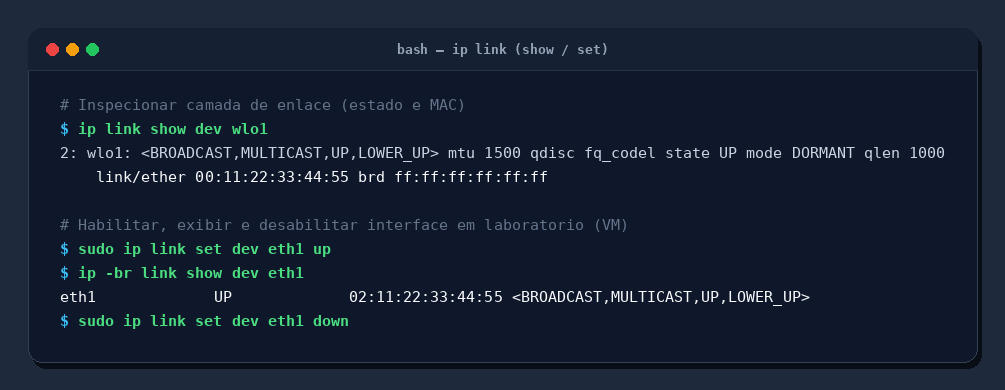 bash — ip link (show / set)
# Inspecionar camada de enlace (estado e MAC)
$ ip link show dev wlo1
2: wlo1: <BROADCAST,MULTICAST,UP,LOWER_UP> mtu 1500 qdisc fq_codel state UP mode DORMANT qlen 1000
    link/ether 00:11:22:33:44:55 brd ff:ff:ff:ff:ff:ff
# Habilitar, exibir e desabilitar interface em laboratorio (VM)
$ sudo ip link set dev eth1 up
$ ip -br link show dev eth1
eth1             UP             02:11:22:33:44:55 <BROADCAST,MULTICAST,UP,LOWER_UP>
$ sudo ip link set dev eth1 down